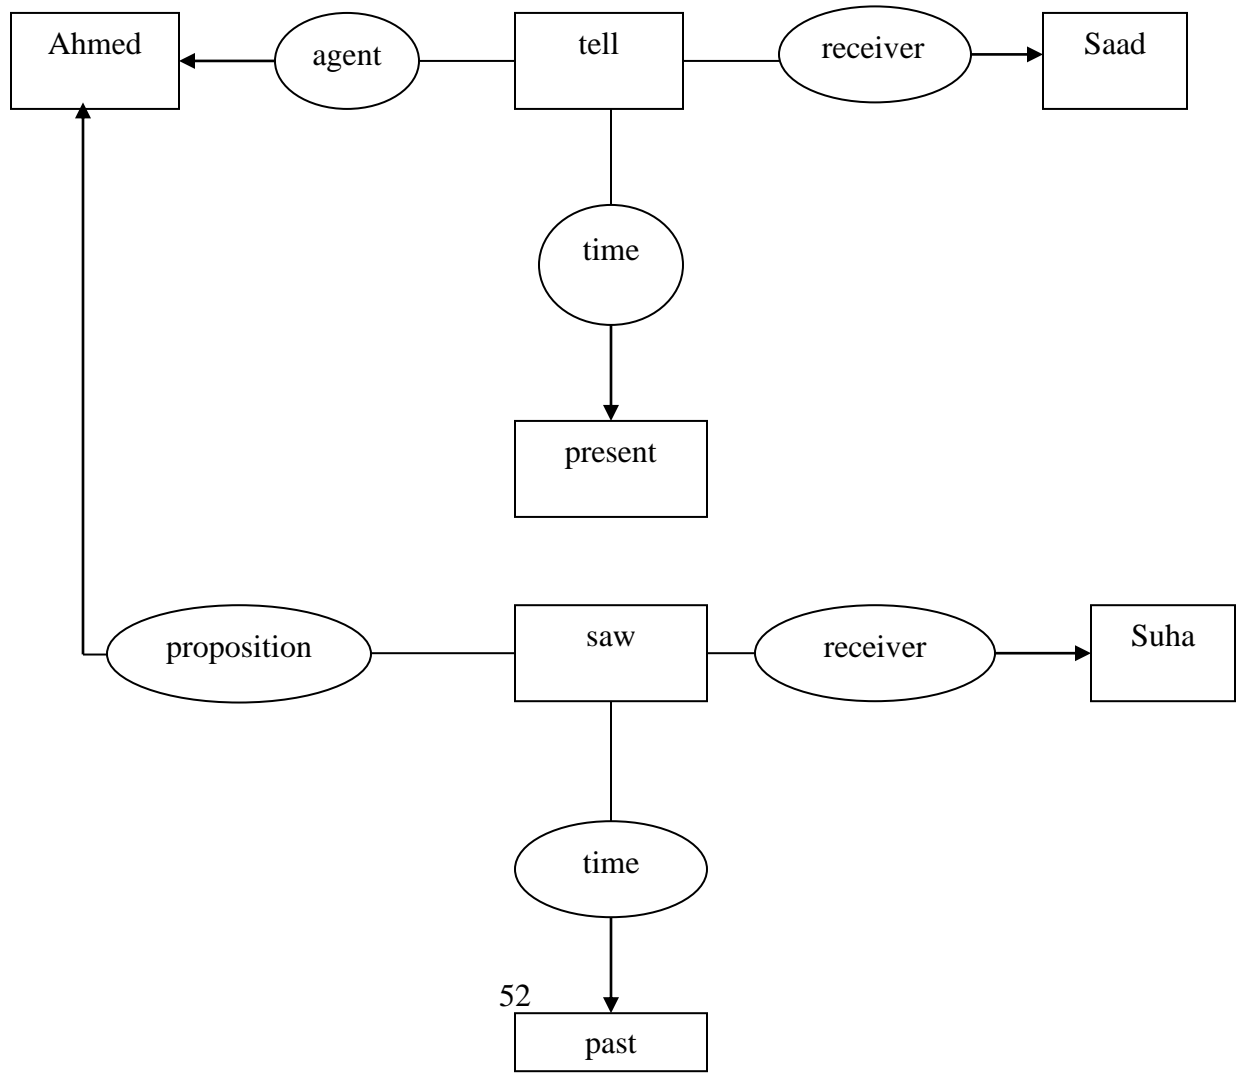 Ahmed
agent
tell
receiver
Saad
time
present
proposition
saw
receiver
Suha
time
52
past